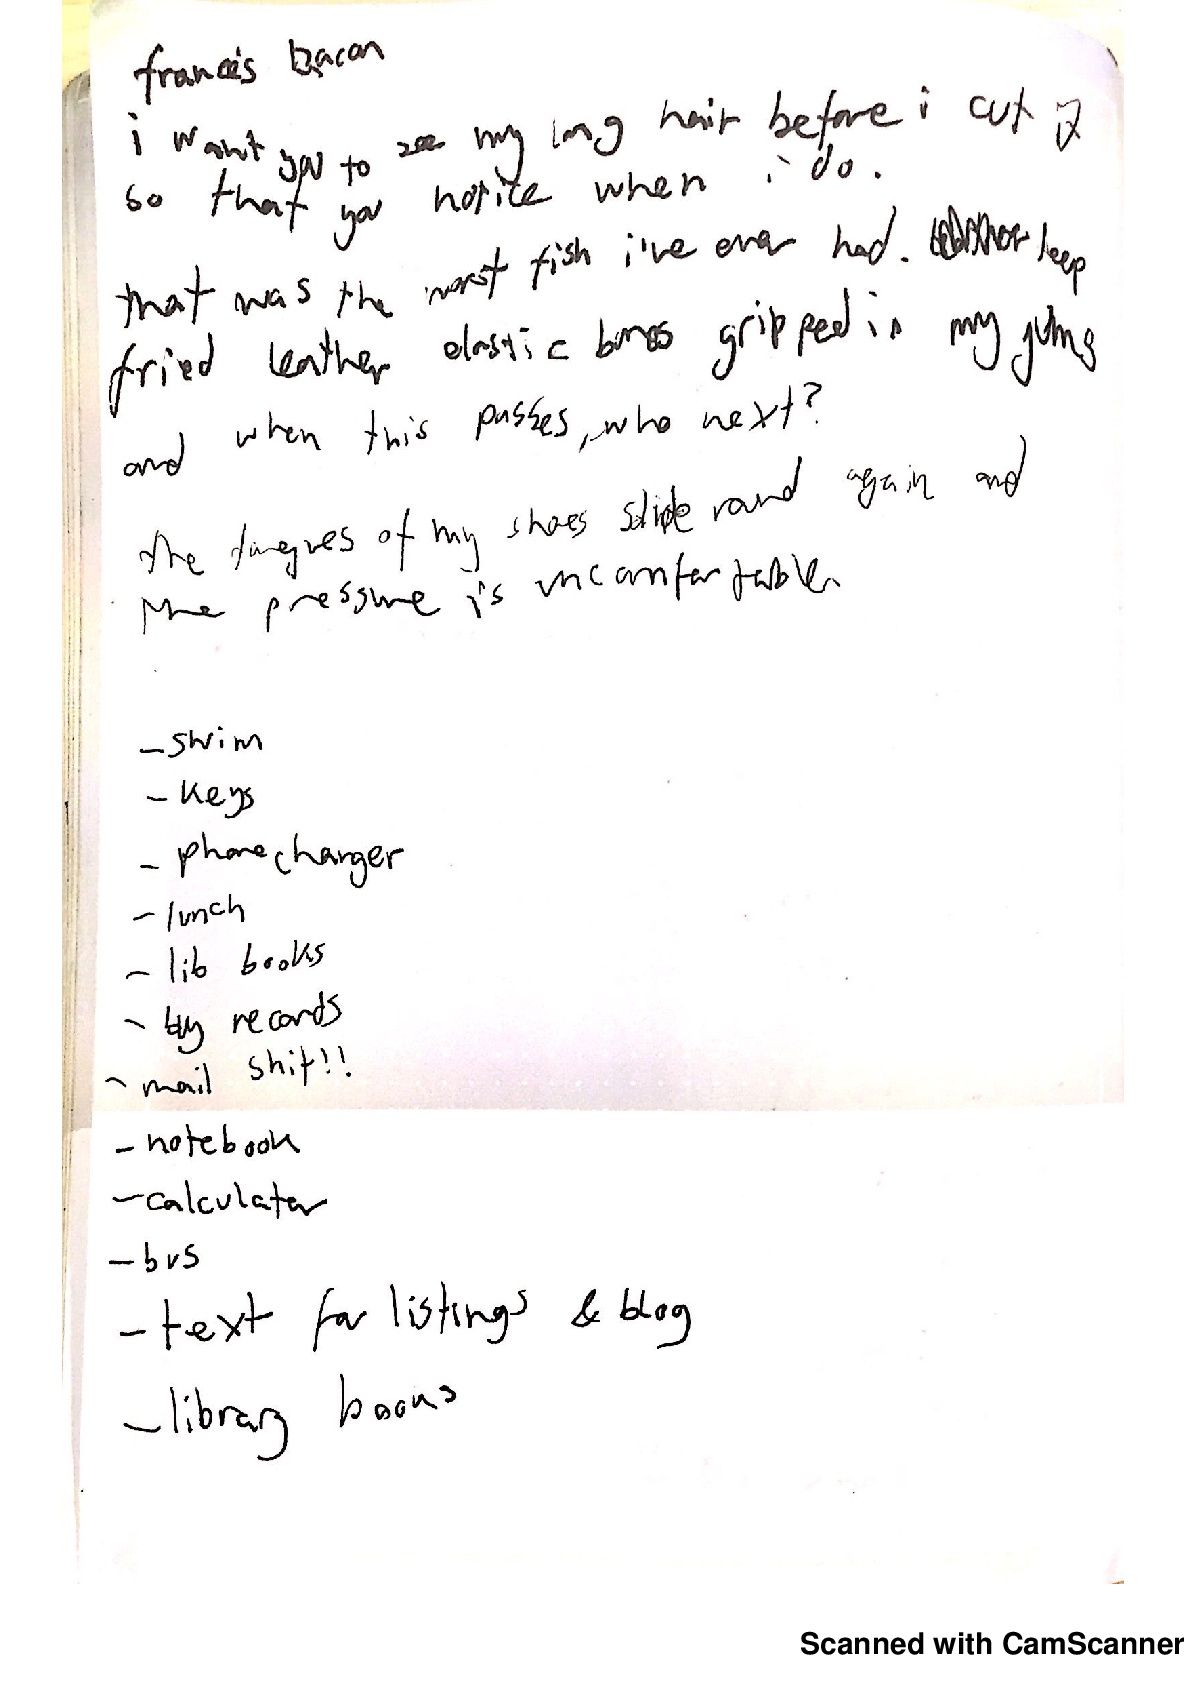 francis bacon
i want you to see my long hair before i cut it
so that you notice when i do.
that was the worst fish i've ever had. deep
fried leather elastic bones gripped in my gums
and when this passes, who next?
the tongues of my shoes slide round again and
the pressure is uncomfortable.
- swim
- keys
- phone charger
- lunch
- lib books
- buy records
- mail shit!!
- notebook
- calculator
- bus
- text for listings & blog
- library books
Scanned with CamScanner